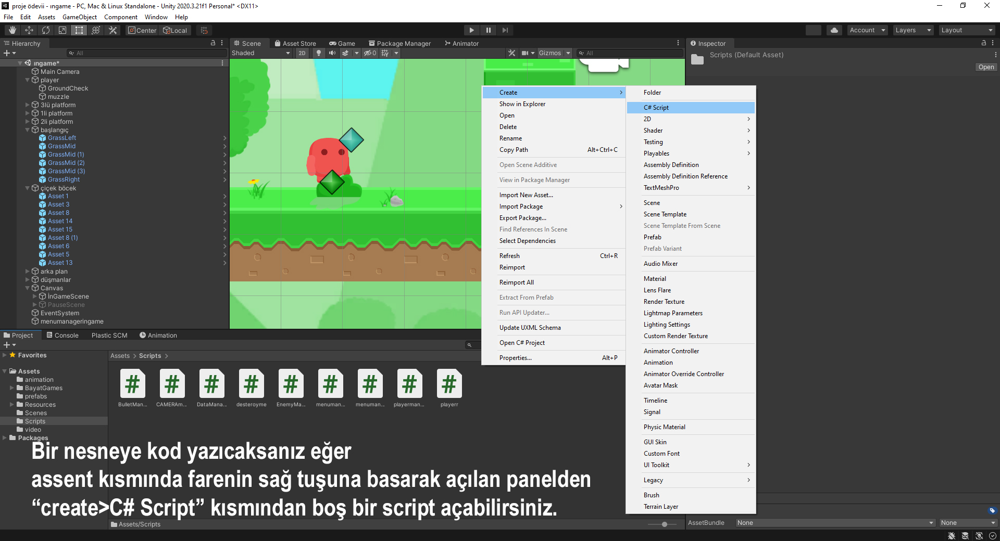 proje ödevii - ıngame - PC, Mac & Linux Standalone - Unity 2020.3.21f1 Personal* <DX11>
File Edit Assets GameObject Component Window Help
Center Local Account Layers Layout
Hierarchy
All
ıngame*
Main Camera
player
GroundCheck
muzzle
3lü platform
1li platform
2li platform
başlangıç
GrassLeft
GrassMid
GrassMid (1)
GrassMid (2)
GrassMid (3)
GrassRight
çiçek böcek
Asset 1
Asset 3
Asset 8
Asset 14
Asset 15
Asset 8 (1)
Asset 6
Asset 5
Asset 13
arka plan
düşmanlar
Canvas
İnGameScene
PauseScene
EventSystem
menumanageringame
Scene Asset Store Game Package Manager Animator
Shaded 2D 0 Gizmos All
Create
Show in Explorer
Open
Delete
Rename
Copy Path Alt+Ctrl+C
Open Scene Additive
View in Package Manager
Import New Asset...
Import Package
Export Package...
Find References In Scene
Select Dependencies
Refresh Ctrl+R
Reimport
Reimport All
Extract From Prefab
Run API Updater...
Update UXML Schema
Open C# Project
Properties... Alt+P
Folder
C# Script
2D
Shader
Testing
Playables
Assembly Definition
Assembly Definition Reference
TextMeshPro
Scene
Scene Template
Scene Template From Scene
Prefab
Prefab Variant
Audio Mixer
Material
Lens Flare
Render Texture
Lightmap Parameters
Lighting Settings
Custom Render Texture
Animator Controller
Animation
Animator Override Controller
Avatar Mask
Timeline
Signal
Physic Material
GUI Skin
Custom Font
UI Toolkit
Legacy
Brush
Terrain Layer
Inspector
Scripts (Default Asset)
Open
Project Console Plastic SCM Animation
Favorites
Assets
animation
BayatGames
prefabs
Resources
Scenes
Scripts
video
Packages
Assets > Scripts >
BulletMan... CAMERAm... DataMana... desteroyme EnemyMa... menuman... menuman... playerman... playerr
Bir nesneye kod yazıcaksanız eğer
assent kısmında farenin sağ tuşuna basarak açılan panelden
“create>C# Script” kısmından boş bir script açabilirsiniz.
Assets/Scripts
AssetBundle None None